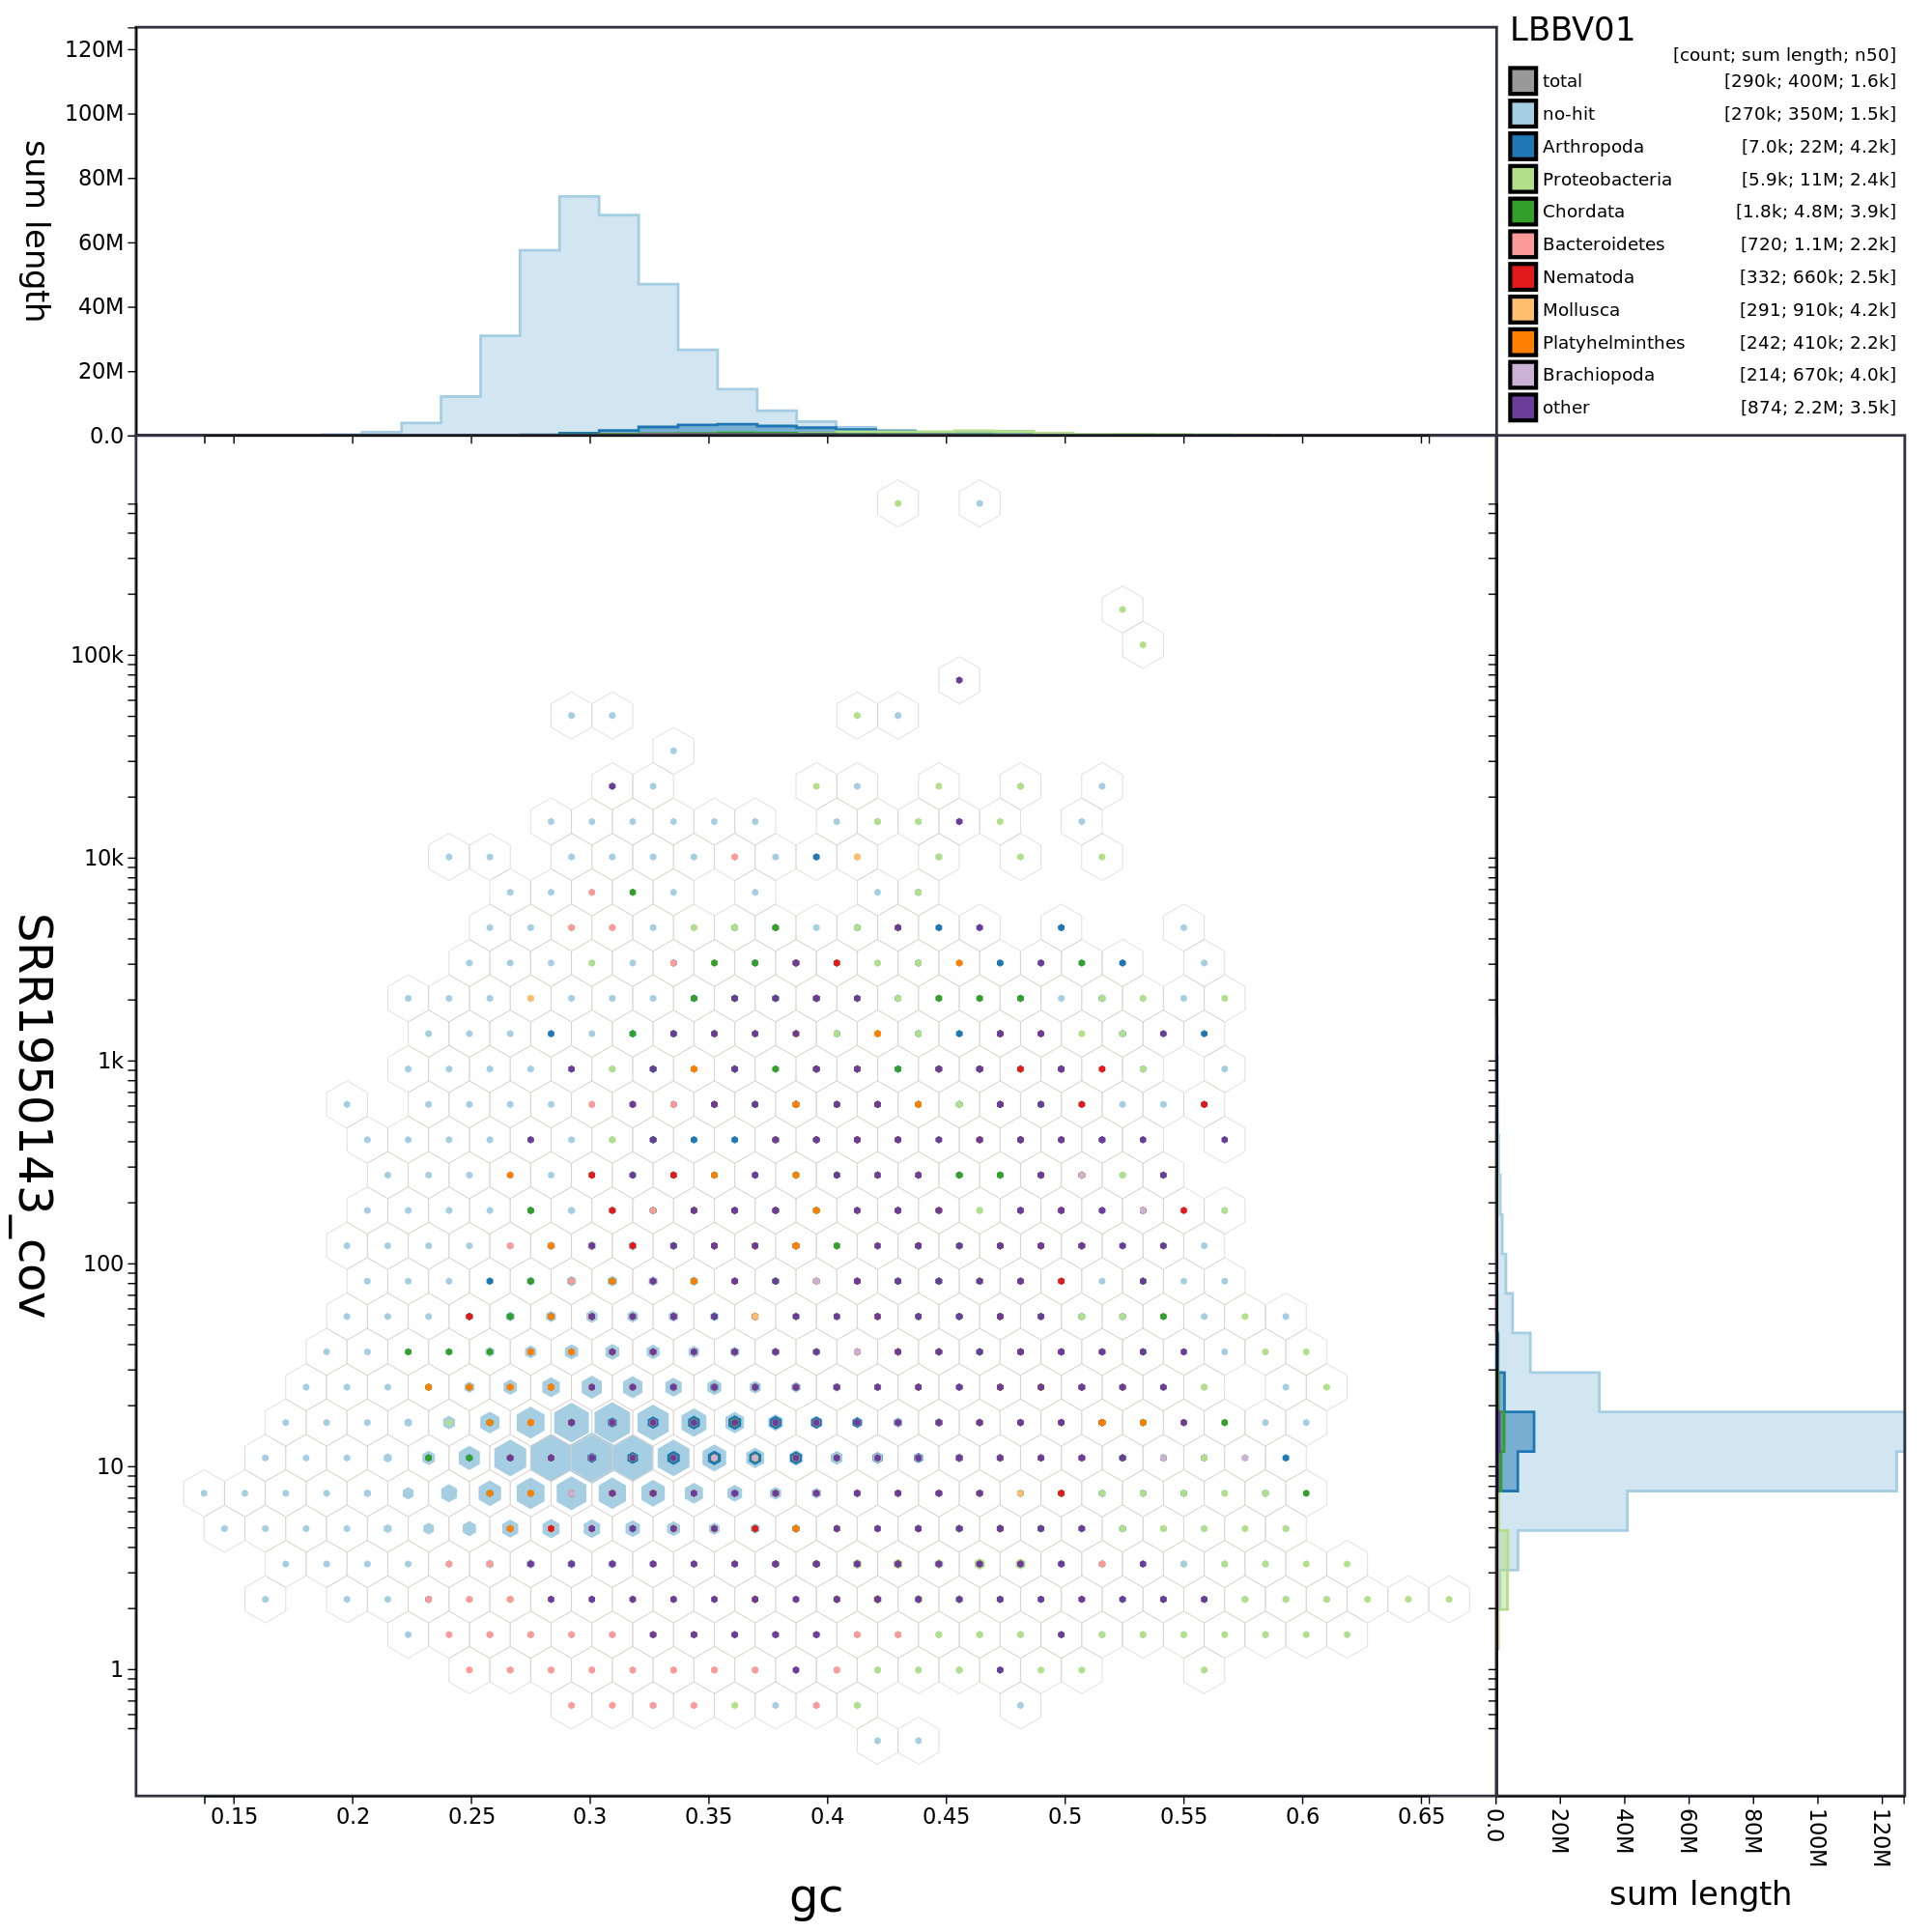 LBBV01
[count; sum length; n50]
total [290k; 400M; 1.6k]
no-hit [270k; 350M; 1.5k]
Arthropoda [7.0k; 22M; 4.2k]
Proteobacteria [5.9k; 11M; 2.4k]
Chordata [1.8k; 4.8M; 3.9k]
Bacteroidetes [720; 1.1M; 2.2k]
Nematoda [332; 660k; 2.5k]
Mollusca [291; 910k; 4.2k]
Platyhelminthes [242; 410k; 2.2k]
Brachiopoda [214; 670k; 4.0k]
other [874; 2.2M; 3.5k]
sum length
120M
100M
80M
60M
40M
20M
0.0
SRR1950143_cov
100k
10k
1k
100
10
1
0.15 0.2 0.25 0.3 0.35 0.4 0.45 0.5 0.55 0.6 0.65
gc
0.0 20M 40M 60M 80M 100M 120M
sum length